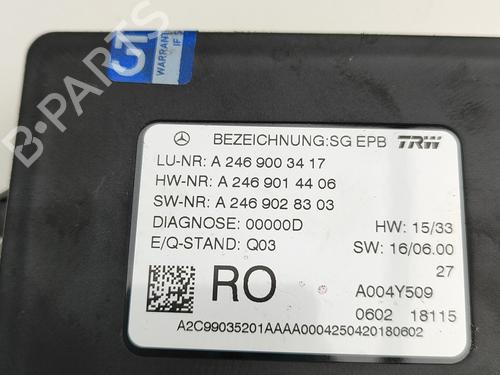 WARRANT
IF S
BEZEICHNUNG:SG EPB TRW
LU-NR: A 246 900 34 17
HW-NR: A 246 901 44 06
SW-NR: A 246 902 83 03
DIAGNOSE: 00000D HW: 15/33
E/Q-STAND: Q03 SW: 16/06.00
27
RO A004Y509
0602 18115
A2C99035201AAAA0004250420180602
B-PARTS